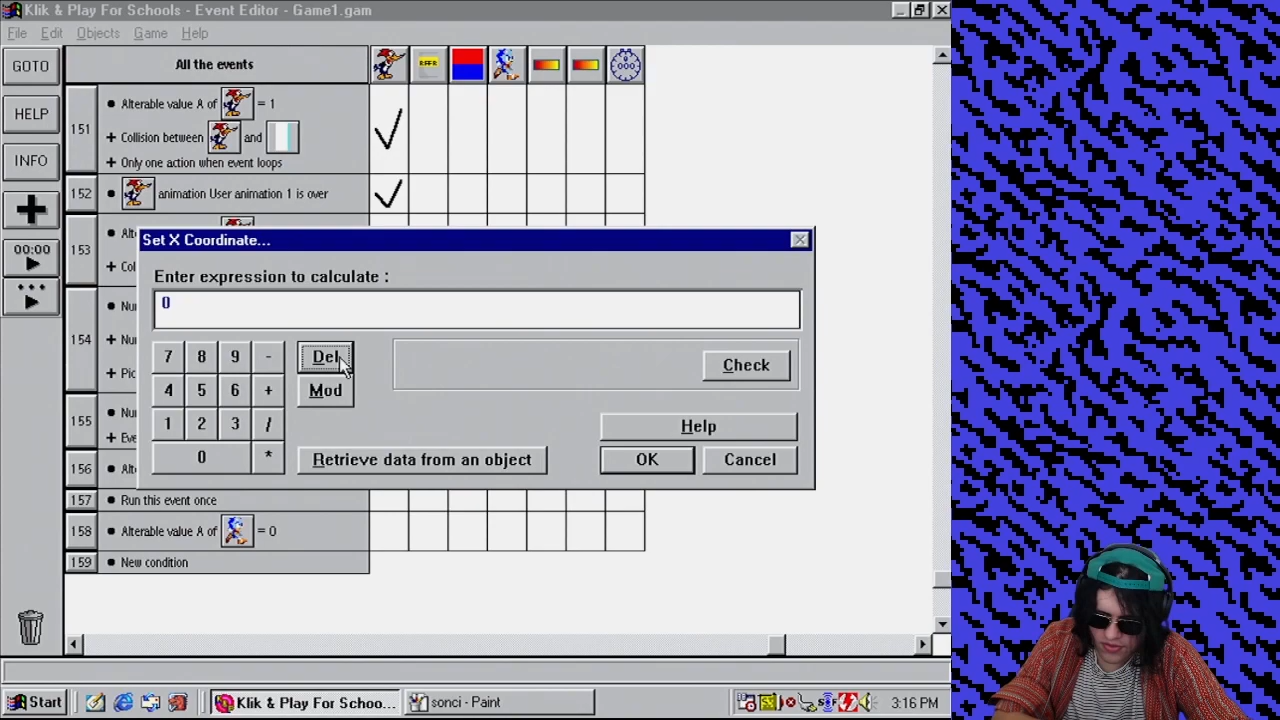 Klik & Play For Schools - Event Editor - Game1.gam
File Edit Objects Game Help
GOTO
All the events
BEER
000
HELP
151
Alterable value A of = 1
+ Collision between and
+ Only one action when event loops
INFO
152
animation User animation 1 is over
153
00:00
Set X Coordinate...
Enter expression to calculate :
0
7 8 9 - Del
Check
4 5 6 + Mod
1 2 3 /
Help
0 *
Retrieve data from an object
OK
Cancel
154
155
156
157
Run this event once
158
Alterable value A of = 0
159
New condition
Start
Klik & Play For Schoo...
sonci - Paint
3:16 PM